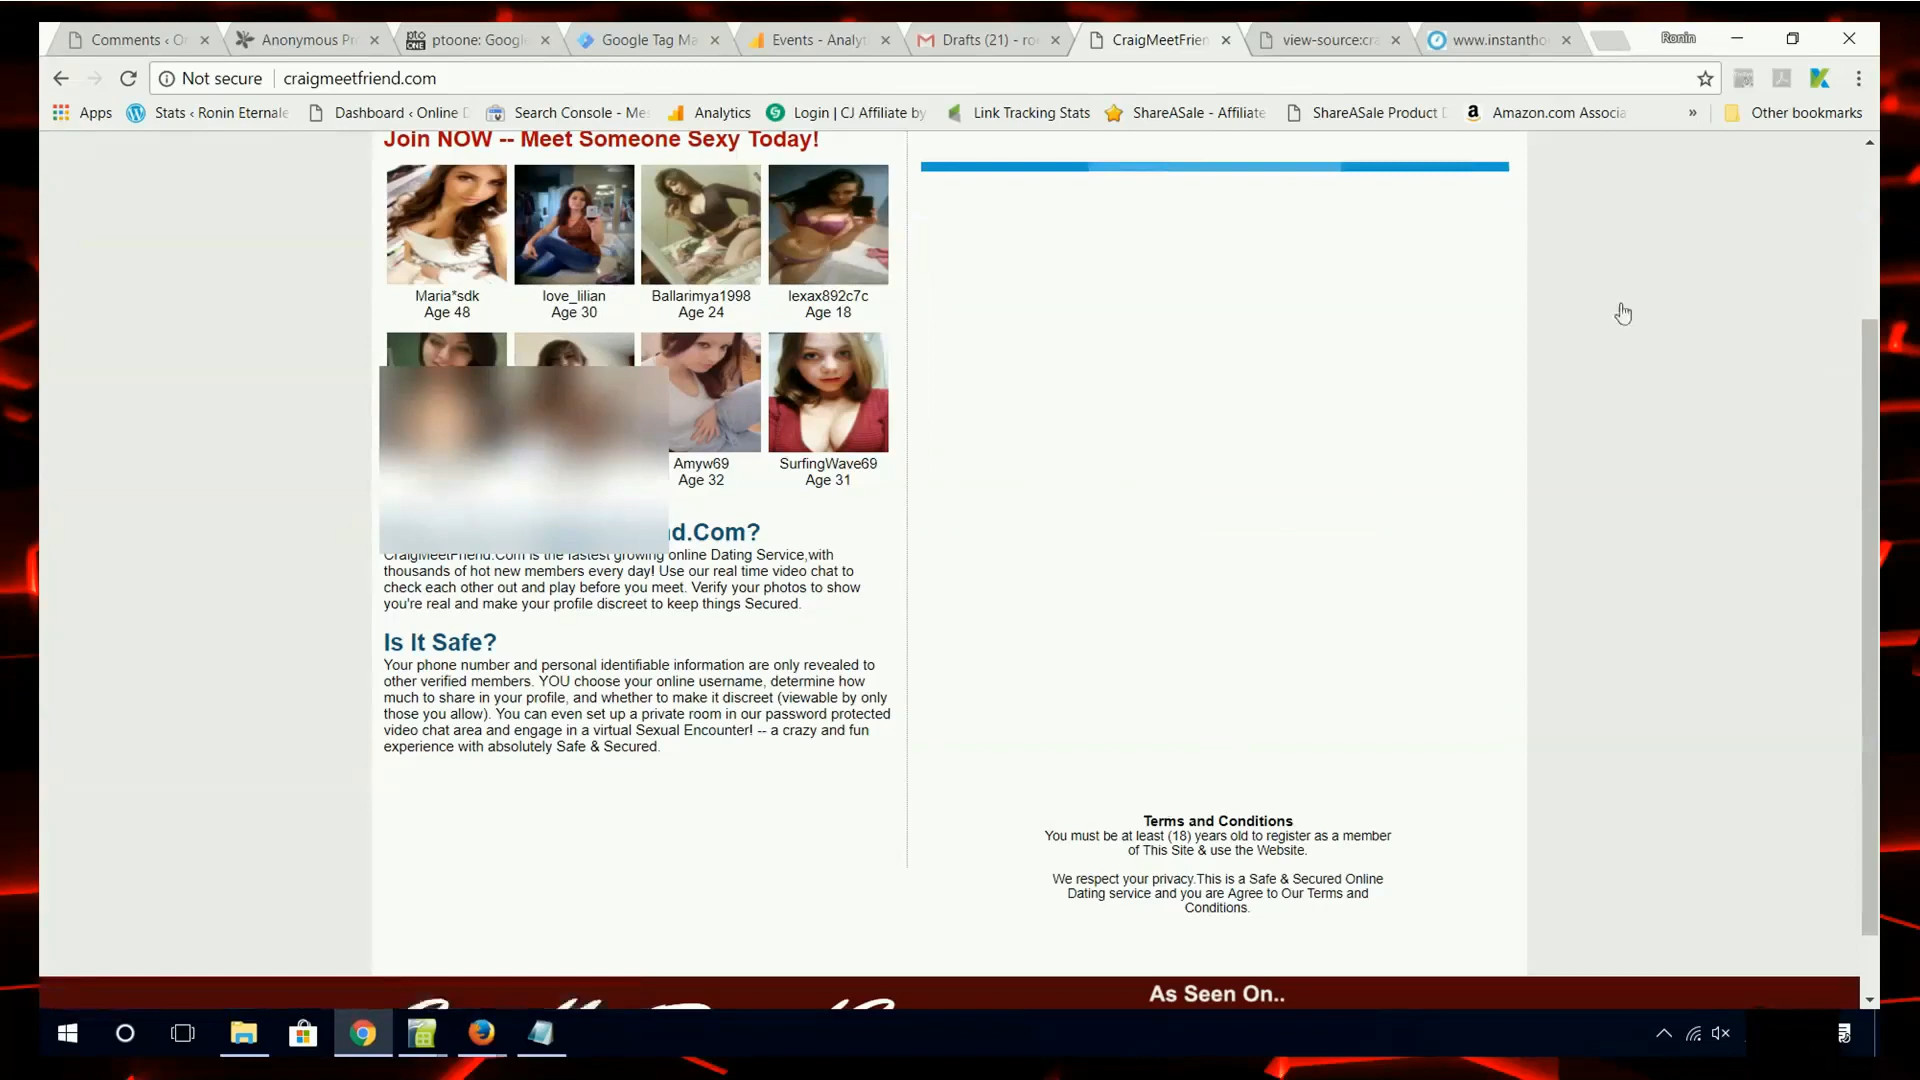 Comments ‹ O
Anonymous Pr
ptoone: Googl
Google Tag Ma
Events - Analyt
Drafts (21) - ro
CraigMeetFrien
view-source:cra
www.instantho
Ronin
Not secure
craigmeetfriend.com
Apps
Stats ‹ Ronin Eternale
Dashboard ‹ Online D
Search Console - Me
Analytics
Login | CJ Affiliate by
Link Tracking Stats
ShareASale - Affiliate
ShareASale Product D
Amazon.com Associa
»
Other bookmarks
Join NOW -- Meet Someone Sexy Today!
Maria*sdk
Age 48
love_lilian
Age 30
Ballarimya1998
Age 24
lexax892c7c
Age 18
Amyw69
Age 32
SurfingWave69
Age 31
d.Com?
CraigMeetFriend.Com is the fastest growing online Dating Service,with
thousands of hot new members every day! Use our real time video chat to
check each other out and play before you meet. Verify your photos to show
you're real and make your profile discreet to keep things Secured.
Is It Safe?
Your phone number and personal identifiable information are only revealed to
other verified members. YOU choose your online username, determine how
much to share in your profile, and whether to make it discreet (viewable by only
those you allow). You can even set up a private room in our password protected
video chat area and engage in a virtual Sexual Encounter! -- a crazy and fun
experience with absolutely Safe & Secured.
Terms and Conditions
You must be at least (18) years old to register as a member
of This Site & use the Website.
We respect your privacy.This is a Safe & Secured Online
Dating service and you are Agree to Our Terms and
Conditions.
As Seen On..